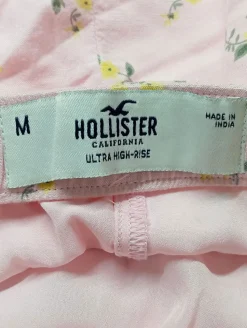 M
HOLLISTER
CALIFORNIA
ULTRA HIGH-RISE
MADE IN
INDIA